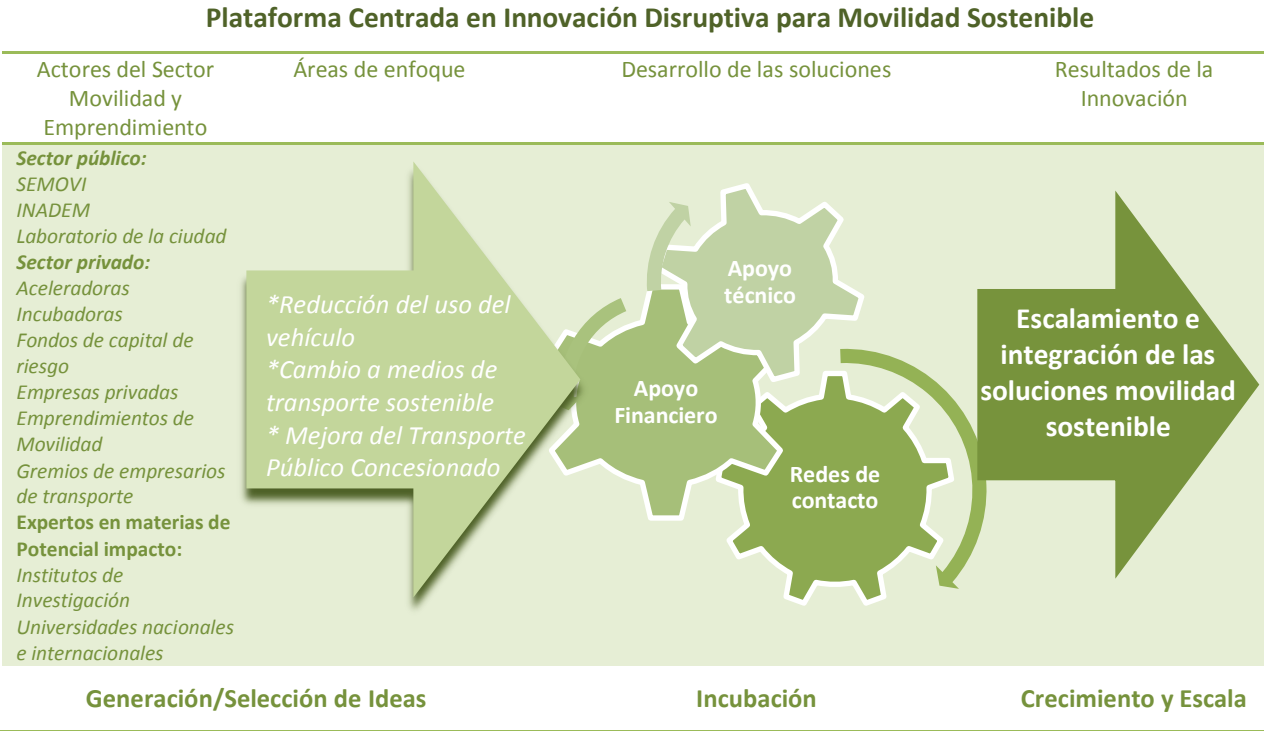 Plataforma Centrada en Innovación Disruptiva para Movilidad Sostenible
Actores del Sector
Movilidad y
Emprendimiento
Áreas de enfoque
Desarrollo de las soluciones
Resultados de la
Innovación
Sector público:
SEMOVI
INADEM
Laboratorio de la ciudad
Sector privado:
Aceleradoras
Incubadoras
Fondos de capital de
riesgo
Empresas privadas
Emprendimientos de
Movilidad
Gremios de empresarios
de transporte
Expertos en materias de
Potencial impacto:
Institutos de
Investigación
Universidades nacionales
e internacionales
*Reducción del uso del
vehículo
*Cambio a medios de
transporte sostenible
* Mejora del Transporte
Público Concesionado
Apoyo
técnico
Apoyo
Financiero
Redes de
contacto
Escalamiento e
integración de las
soluciones movilidad
sostenible
Generación/Selección de Ideas
Incubación
Crecimiento y Escala